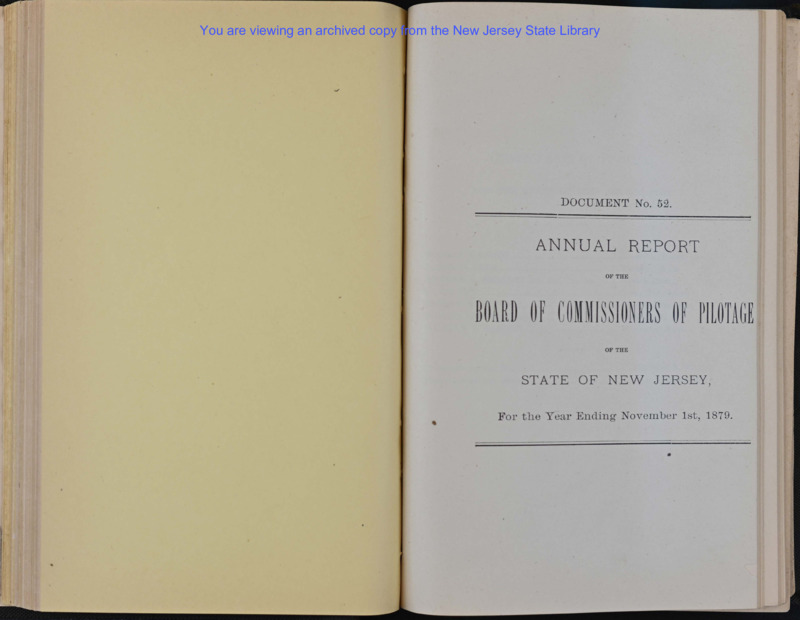 You are viewing an archived copy from the New Jersey State Library
DOCUMENT No. 52.
ANNUAL REPORT
OF THE
BOARD OF COMMISSIONERS OF PILOTAGE
OF THE
STATE OF NEW JERSEY,
For the Year Ending November 1st, 1879.